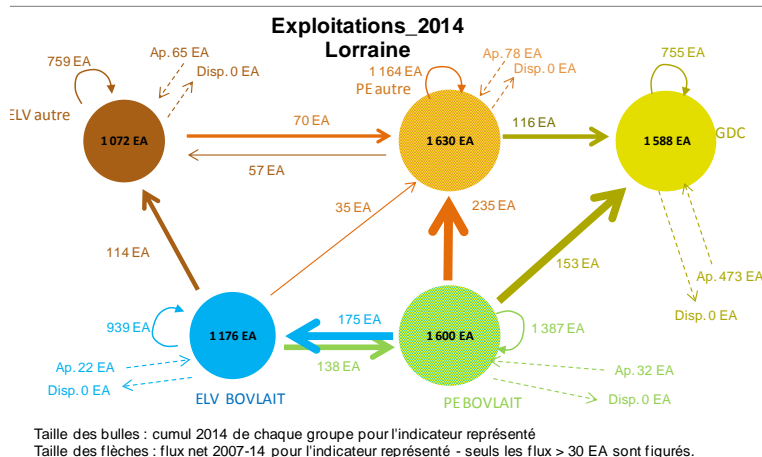 Exploitations_2014
Lorraine
759 EA
Ap. 65 EA
Disp. 0 EA
ELV autre
1 072 EA
1 164 EA
PE autre
Ap. 78 EA
Disp. 0 EA
1 630 EA
755 EA
GDC
1 588 EA
70 EA
57 EA
116 EA
35 EA
235 EA
114 EA
153 EA
Ap. 473 EA
Disp. 0 EA
939 EA
1 176 EA
175 EA
138 EA
1 600 EA
1 387 EA
Ap. 22 EA
Disp. 0 EA
ELV BOVLAIT
PE BOVLAIT
Ap. 32 EA
Disp. 0 EA
Taille des bulles : cumul 2014 de chaque groupe pour l'indicateur représenté
Taille des flèches : flux net 2007-14 pour l'indicateur représenté - seuls les flux > 30 EA sont figurés.